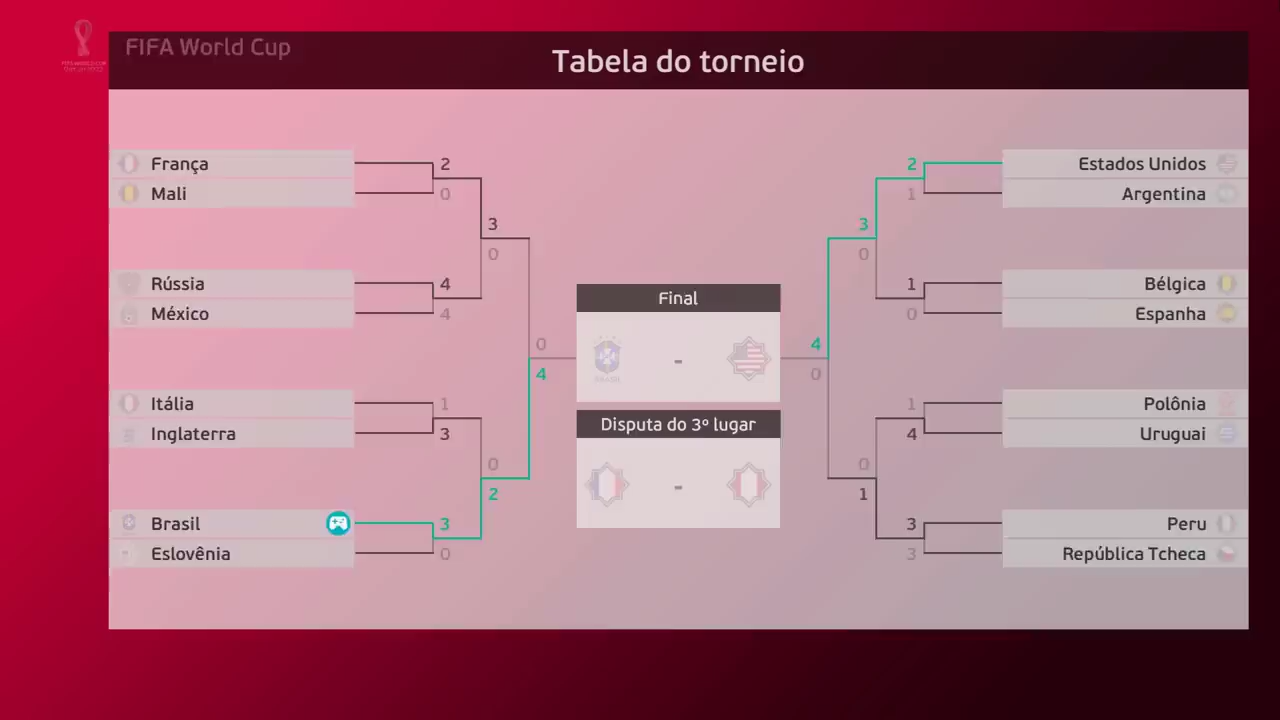 FIFA World Cup
Tabela do torneio
França 2
Mali 0
3
0
Rússia 4
México 4
0
4
Itália 1
Inglaterra 3
0
2
Brasil 3
Eslovênia 0
Final
-
Disputa do 3º lugar
-
2 Estados Unidos
1 Argentina
3
0
1 Bélgica
0 Espanha
4
0
1 Polônia
4 Uruguai
0
1
3 Peru
3 República Tcheca